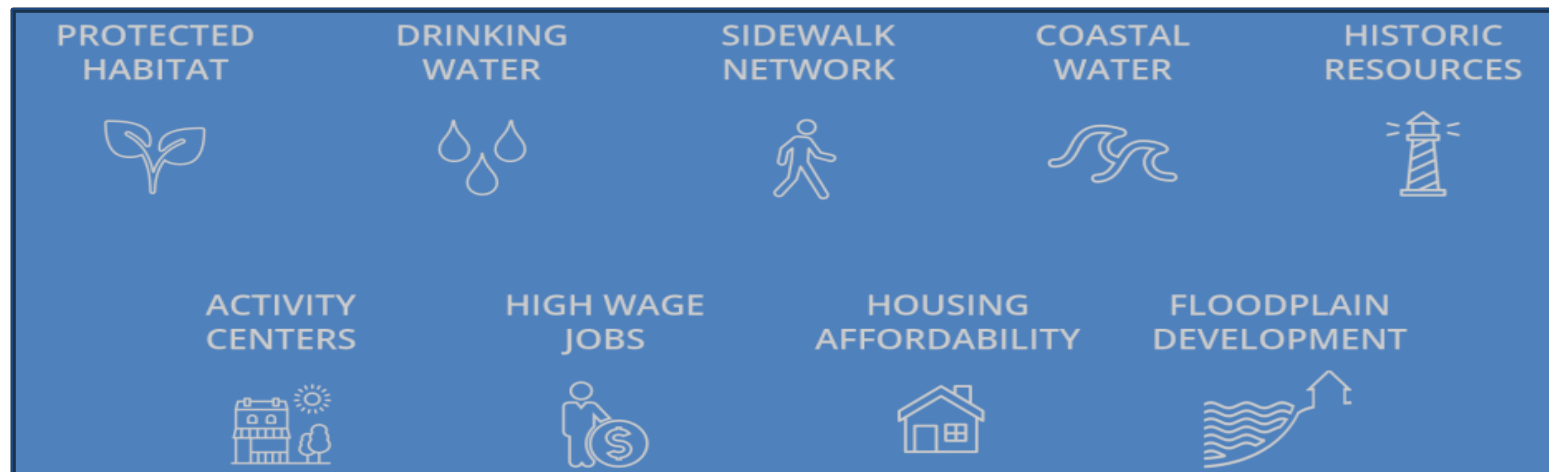 PROTECTED
HABITAT
DRINKING
WATER
SIDEWALK
NETWORK
COASTAL
WATER
HISTORIC
RESOURCES
ACTIVITY
CENTERS
HIGH WAGE
JOBS
$
HOUSING
AFFORDABILITY
FLOODPLAIN
DEVELOPMENT